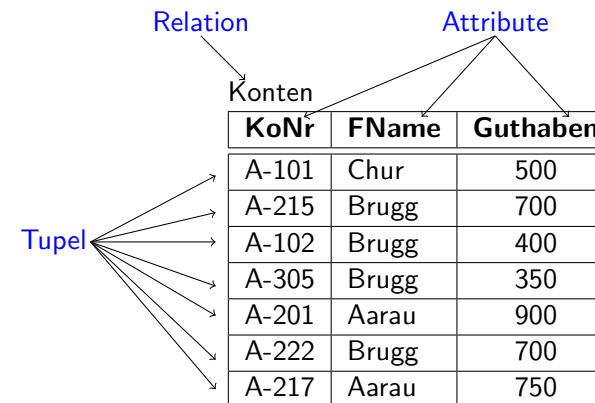 Relation Attribute
Konten
KoNr FName Guthaben
A-101 Chur 500
A-215 Brugg 700
A-102 Brugg 400
Tupel
A-305 Brugg 350
A-201 Aarau 900
A-222 Brugg 700
A-217 Aarau 750